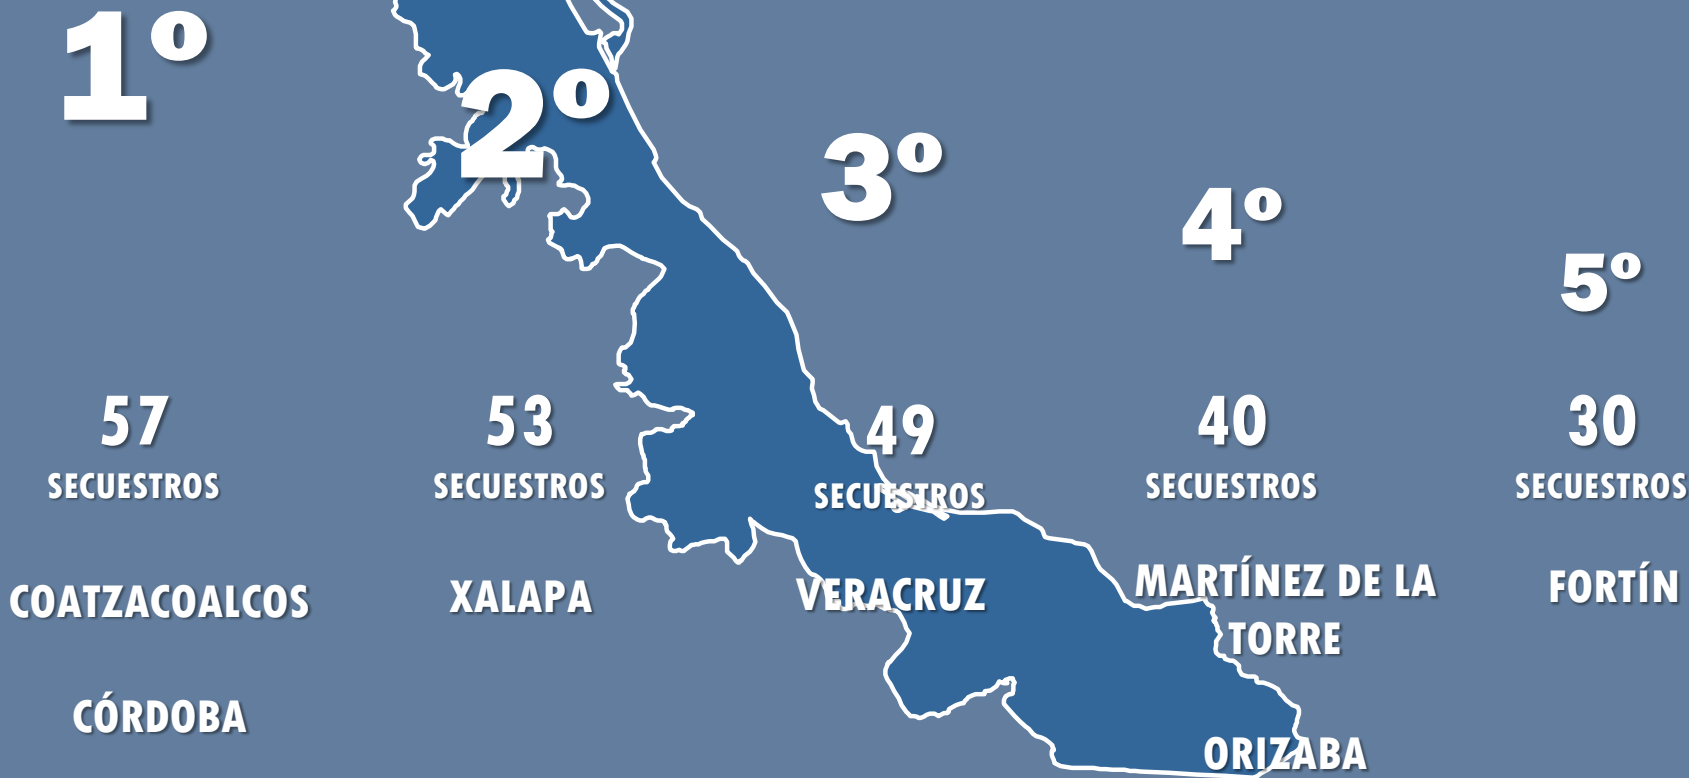 1º
2º
3º
4º
5º
57
SECUESTROS
53
SECUESTROS
49
SECUESTROS
40
SECUESTROS
30
SECUESTROS
COATZACOALCOS
CÓRDOBA
XALAPA
VERACRUZ
MARTÍNEZ DE LA
TORRE
ORIZABA
FORTÍN